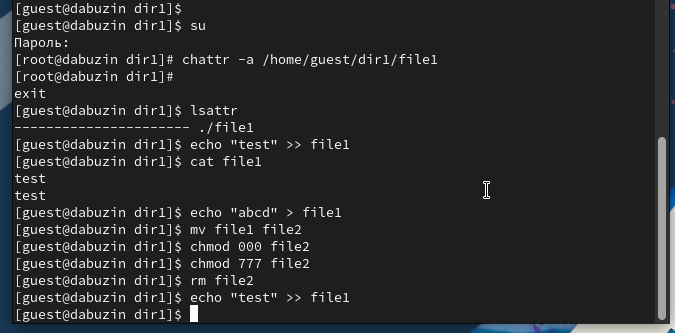 [guest@dabuzin dir1]$
[guest@dabuzin dir1]$ su
Пароль:
[root@dabuzin dir1]# chattr -a /home/guest/dir1/file1
[root@dabuzin dir1]#
exit
[guest@dabuzin dir1]$ lsattr
---------------------- ./file1
[guest@dabuzin dir1]$ echo "test" >> file1
[guest@dabuzin dir1]$ cat file1
test
test
[guest@dabuzin dir1]$ echo "abcd" > file1
[guest@dabuzin dir1]$ mv file1 file2
[guest@dabuzin dir1]$ chmod 000 file2
[guest@dabuzin dir1]$ chmod 777 file2
[guest@dabuzin dir1]$ rm file2
[guest@dabuzin dir1]$ echo "test" >> file1
[guest@dabuzin dir1]$